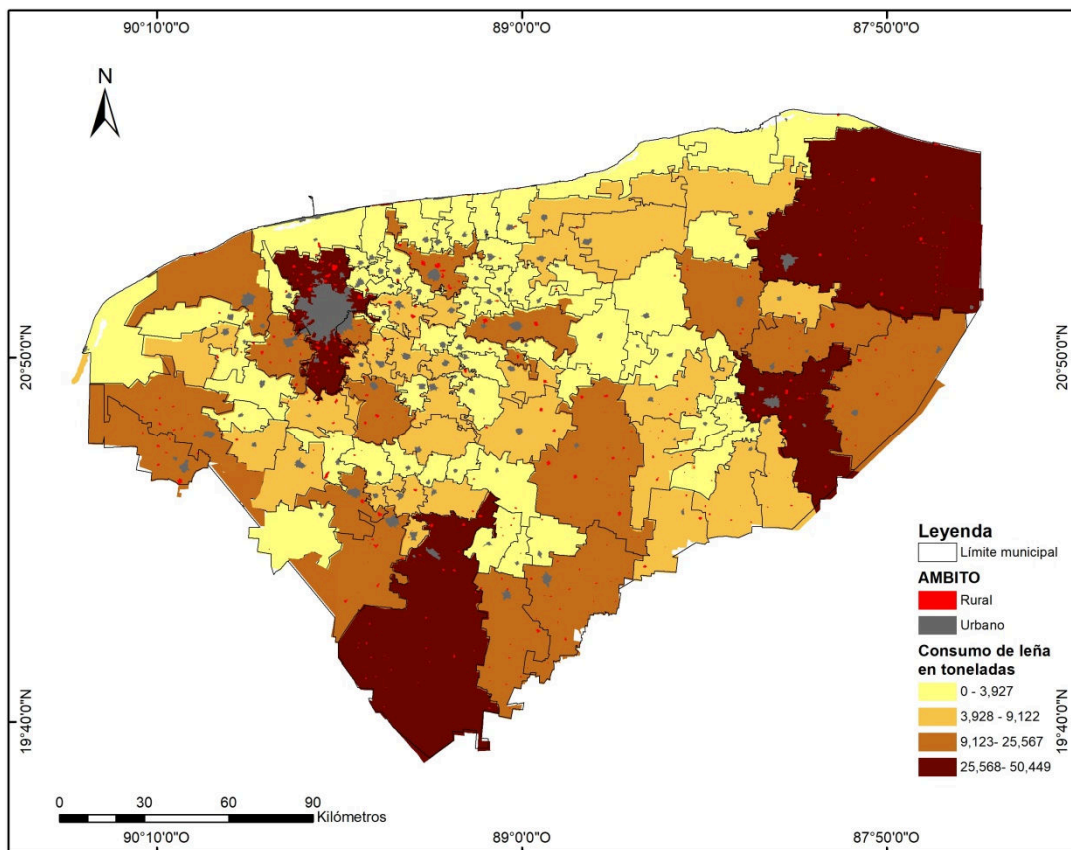 90°10'0"O 89°0'0"O 87°50'0"O
N
20°50'0"N 20°50'0"N
Leyenda
Límite municipal
AMBITO
Rural
Urbano
Consumo de leña
en toneladas
0 - 3,927
3,928 - 9,122
9,123- 25,567
25,568- 50,449
19°40'0"N 19°40'0"N
0 30 60 90
Kilómetros
90°10'0"O 89°0'0"O 87°50'0"O